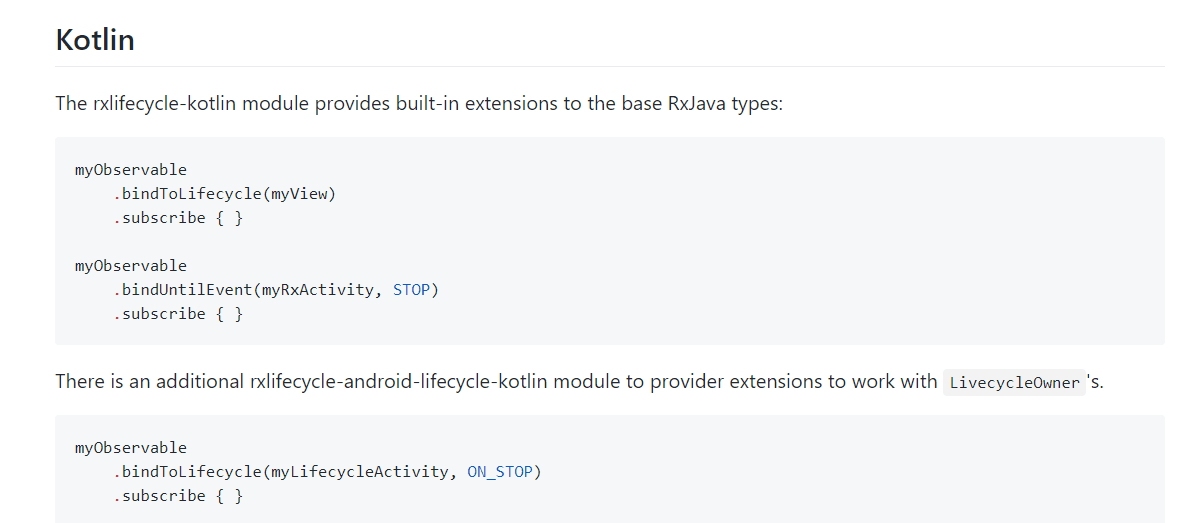 Kotlin
The rxlifecycle-kotlin module provides built-in extensions to the base RxJava types:
myObservable
    .bindToLifecycle(myView)
    .subscribe { }
myObservable
    .bindUntilEvent(myRxActivity, STOP)
    .subscribe { }
There is an additional rxlifecycle-android-lifecycle-kotlin module to provider extensions to work with LivecycleOwner's.
myObservable
    .bindToLifecycle(myLifecycleActivity, ON_STOP)
    .subscribe { }